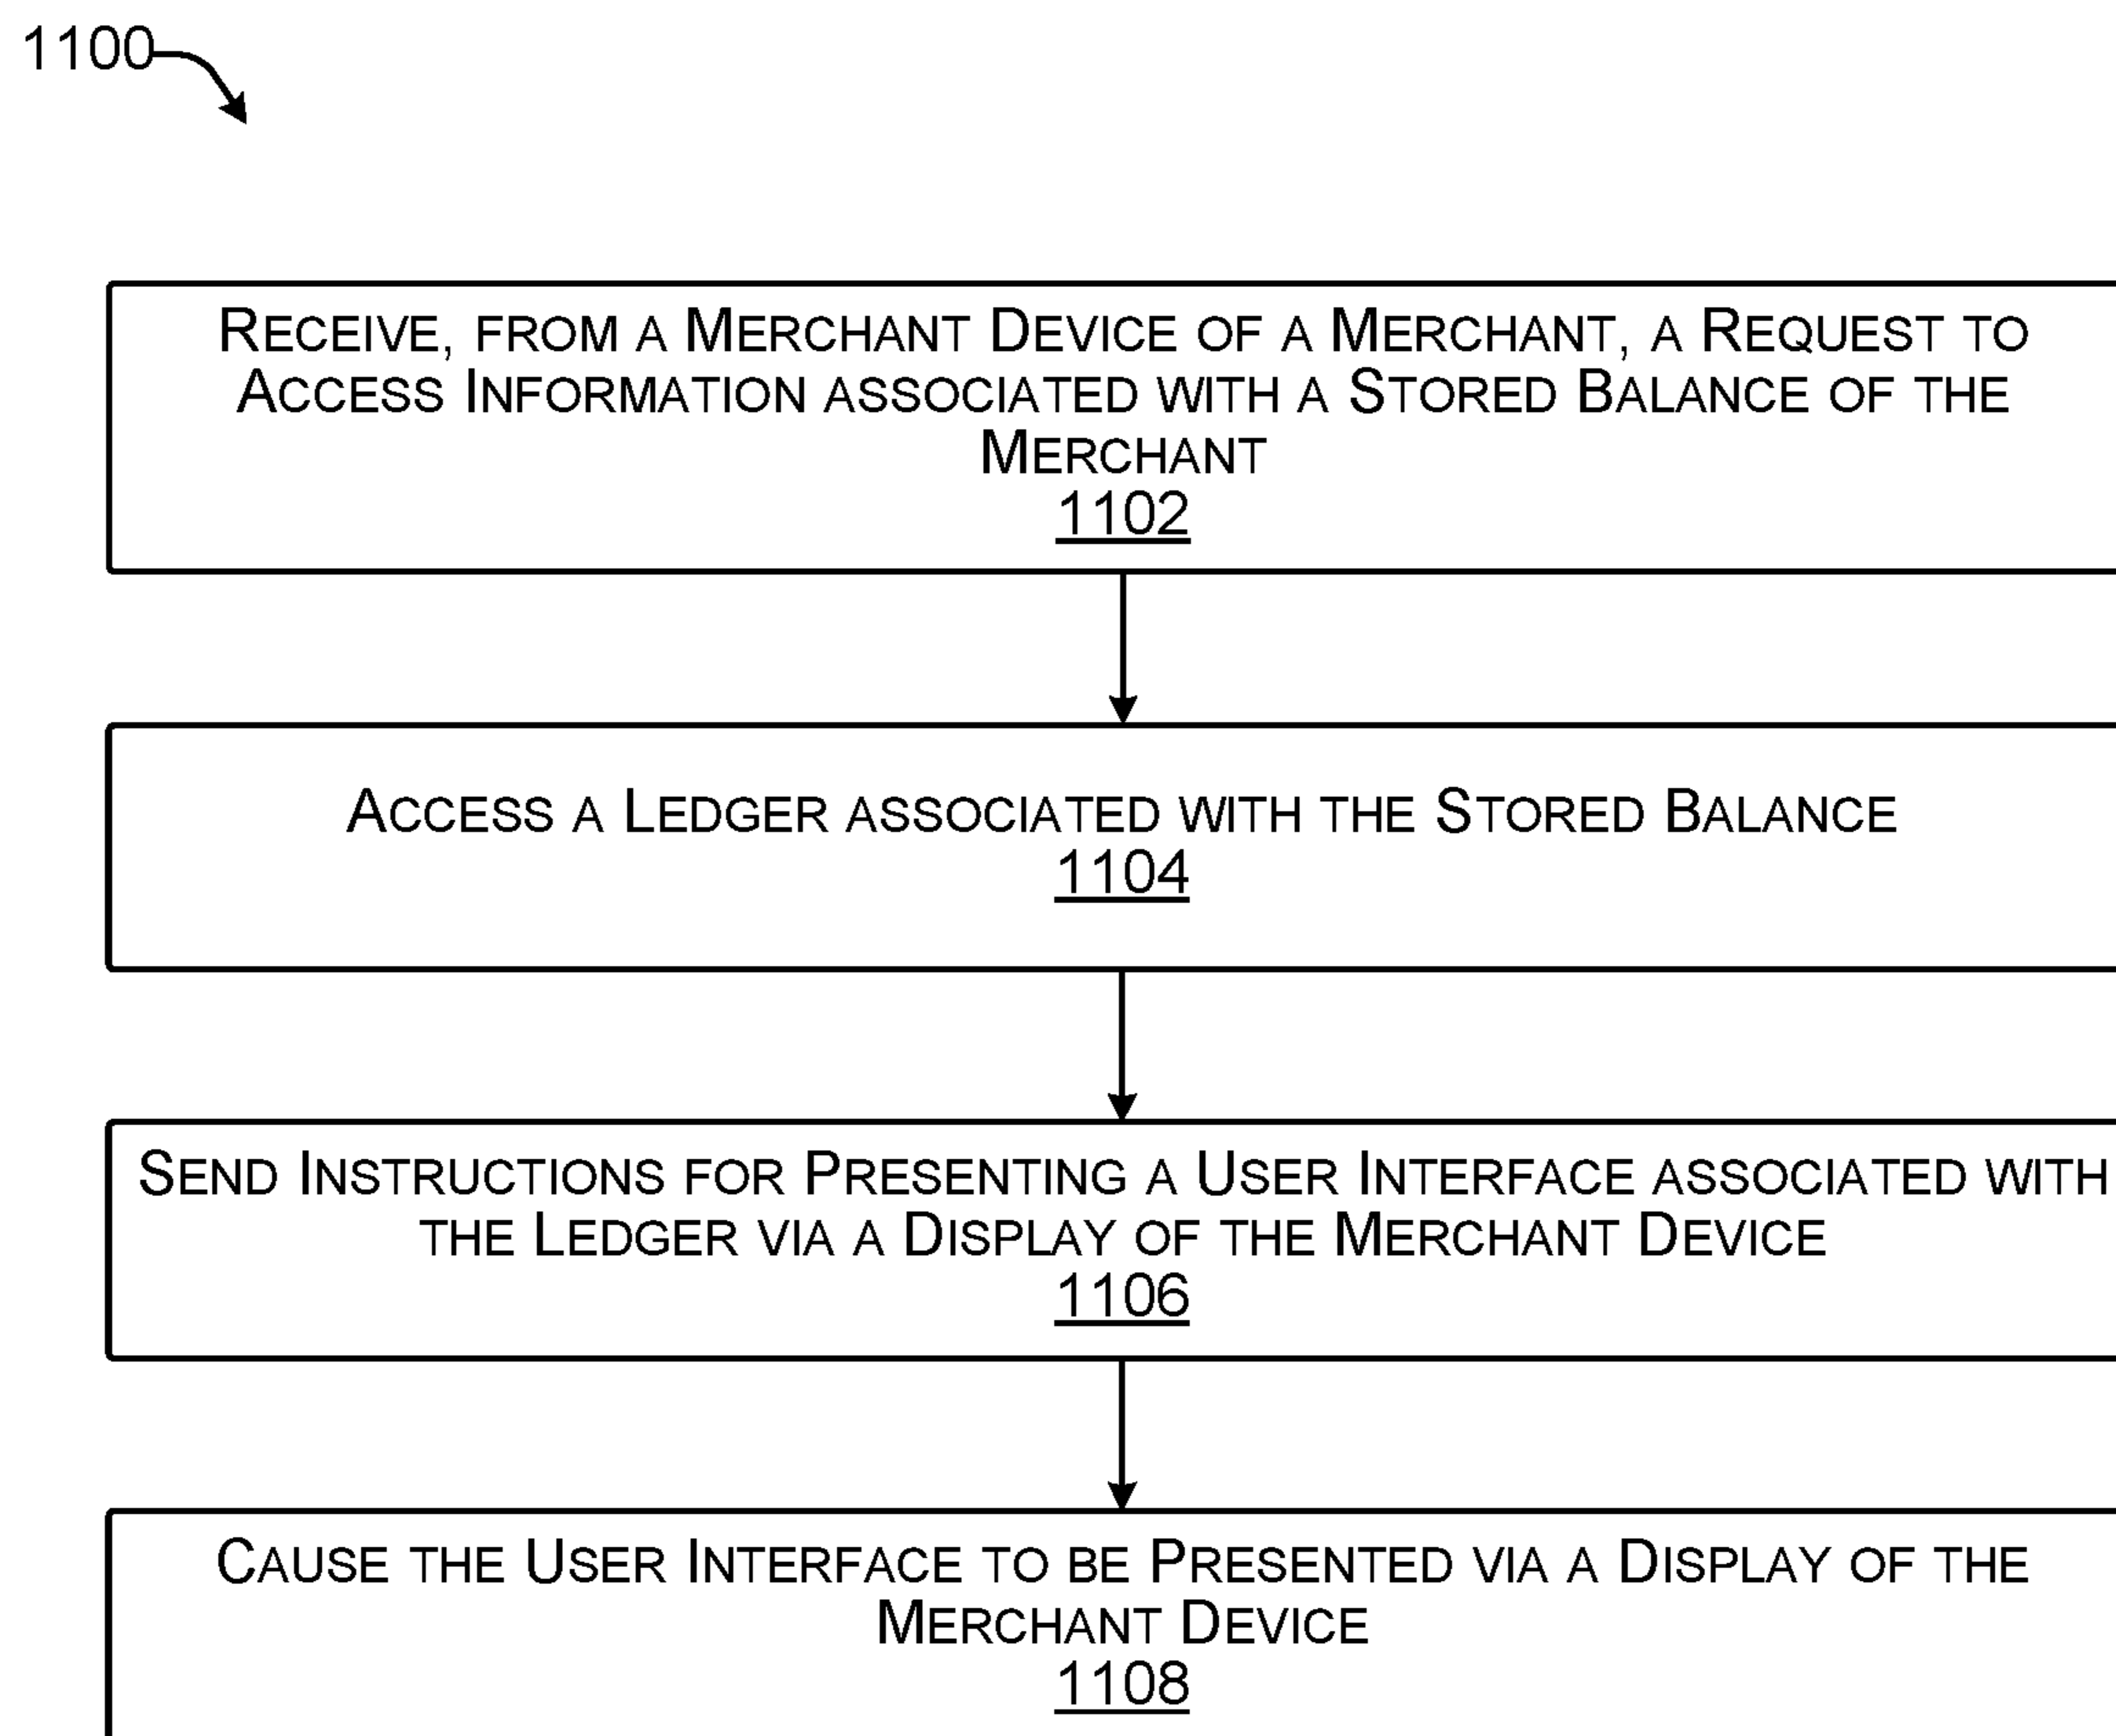 1100
RECEIVE, FROM A MERCHANT DEVICE OF A MERCHANT, A REQUEST TO
ACCESS INFORMATION ASSOCIATED WITH A STORED BALANCE OF THE
MERCHANT
1102
ACCESS A LEDGER ASSOCIATED WITH THE STORED BALANCE
1104
SEND INSTRUCTIONS FOR PRESENTING A USER INTERFACE ASSOCIATED WITH
THE LEDGER VIA A DISPLAY OF THE MERCHANT DEVICE
1106
CAUSE THE USER INTERFACE TO BE PRESENTED VIA A DISPLAY OF THE
MERCHANT DEVICE
1108